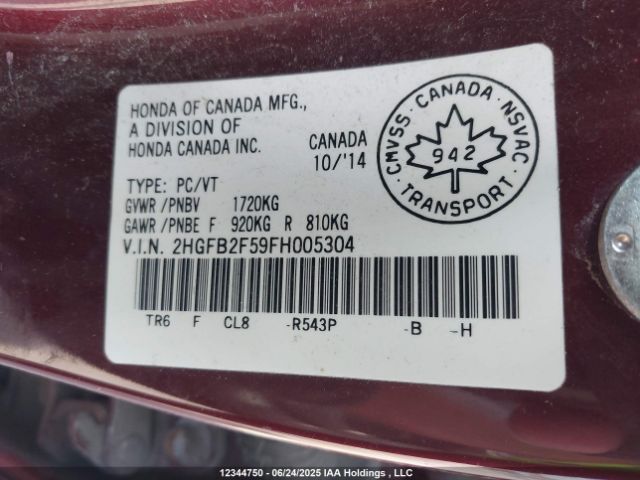 HONDA OF CANADA MFG.,
A DIVISION OF
HONDA CANADA INC.
CANADA
10/'14
CMVSS · CANADA · NSVAC
942
TRANSPORT
TYPE: PC/VT
GVWR/PNBV 1720KG
GAWR/PNBE F 920KG R 810KG
V.I.N. 2HGFB2F59FH005304
TR6 F CL8 -R543P -B -H
12344750 - 06/24/2025 IAA Holdings , LLC